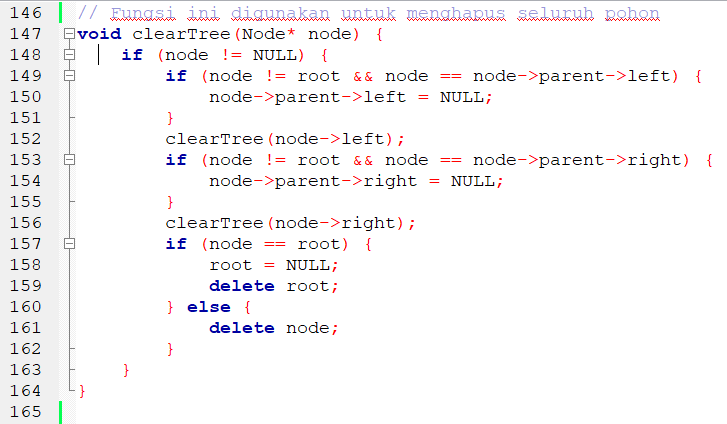 146 // Fungsi ini digunakan untuk menghapus seluruh pohon
147 void clearTree(Node* node) {
148     if (node != NULL) {
149         if (node != root && node == node->parent->left) {
150             node->parent->left = NULL;
151         }
152         clearTree(node->left);
153         if (node != root && node == node->parent->right) {
154             node->parent->right = NULL;
155         }
156         clearTree(node->right);
157         if (node == root) {
158             root = NULL;
159             delete root;
160         } else {
161             delete node;
162         }
163     }
164 }
165